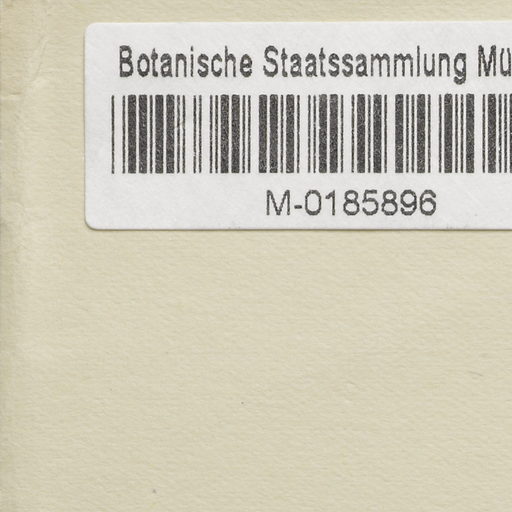 Botanische Staatssammlung Mü
M-0185896